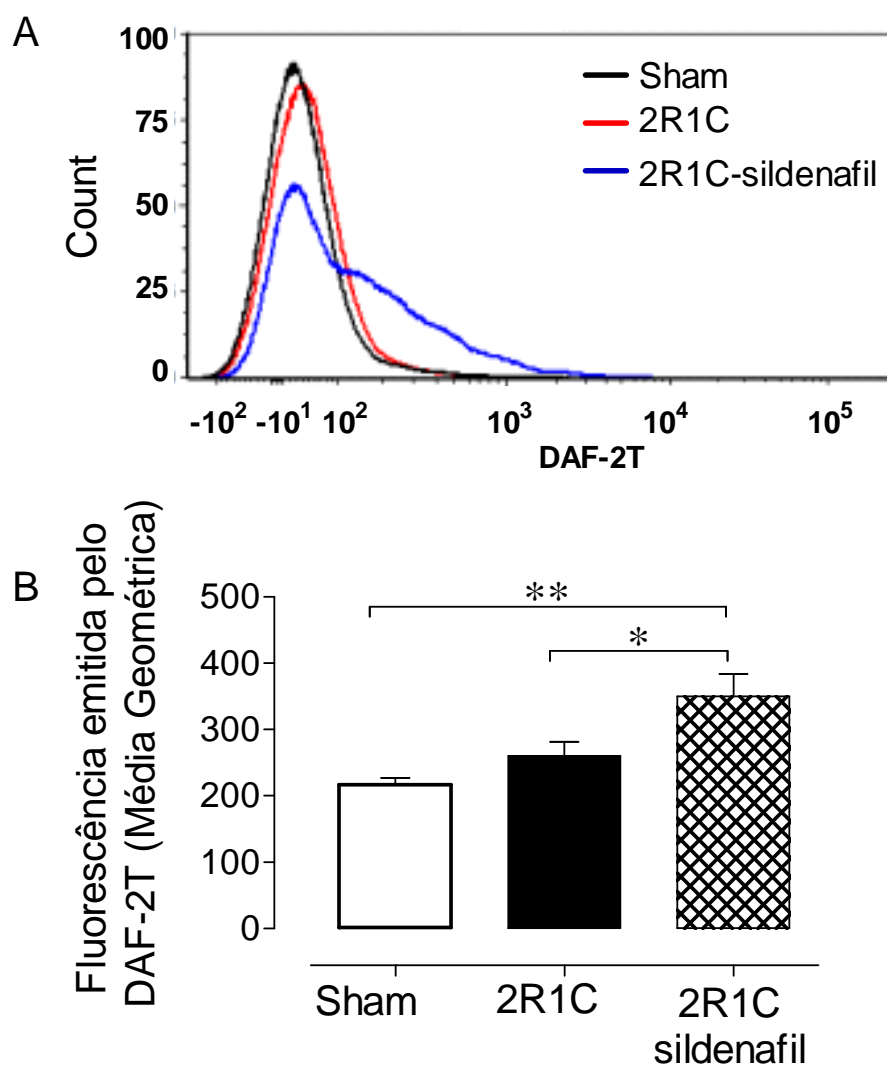 A
100
75
50
25
0
Count
Sham
2R1C
2R1C-sildenafil
-10² -10¹ 10² 10³ 10⁴ 10⁵
DAF-2T
B
Fluorescência emitida pelo
DAF-2T (Média Geométrica)
500
400
300
200
100
0
**
*
Sham
2R1C
2R1C
sildenafil